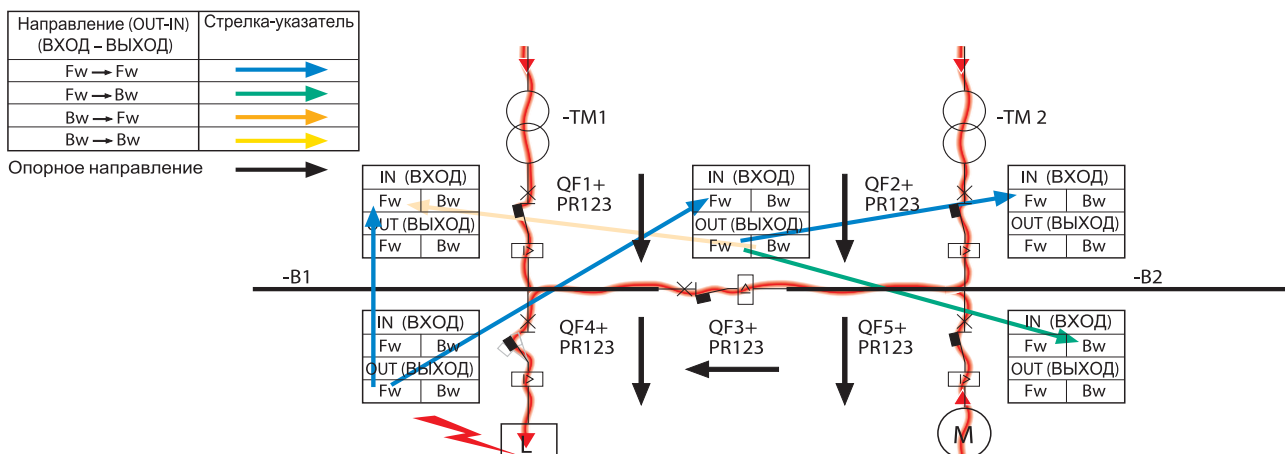 Направление (OUT-IN)
(ВХОД – ВЫХОД)
Стрелка-указатель
Fw → Fw
Fw → Bw
Bw → Fw
Bw → Bw
Опорное направление
-TM1
-TM 2
IN (ВХОД)
Fw Bw
OUT (ВЫХОД)
Fw Bw
QF1+
PR123
IN (ВХОД)
Fw Bw
OUT (ВЫХОД)
Fw Bw
QF2+
PR123
IN (ВХОД)
Fw Bw
OUT (ВЫХОД)
Fw Bw
-B1
-B2
IN (ВХОД)
Fw Bw
OUT (ВЫХОД)
Fw Bw
QF4+
PR123
QF3+
PR123
QF5+
PR123
IN (ВХОД)
Fw Bw
OUT (ВЫХОД)
Fw Bw
L
M